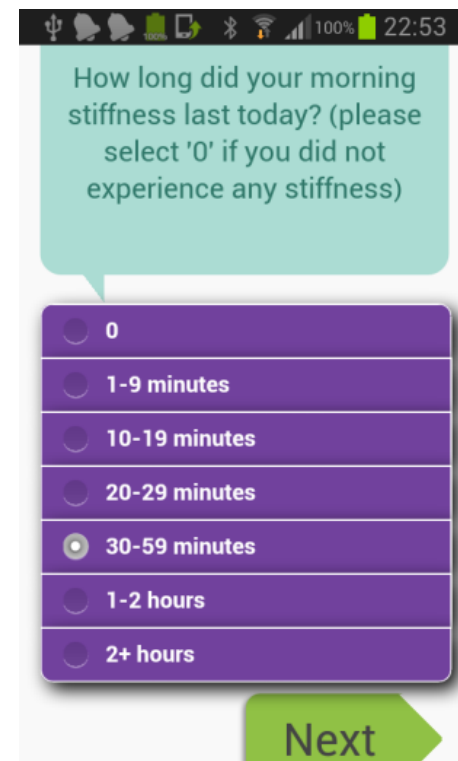 100% 100% 22:53
How long did your morning
stiffness last today? (please
select '0' if you did not
experience any stiffness)
0
1-9 minutes
10-19 minutes
20-29 minutes
30-59 minutes
1-2 hours
2+ hours
Next